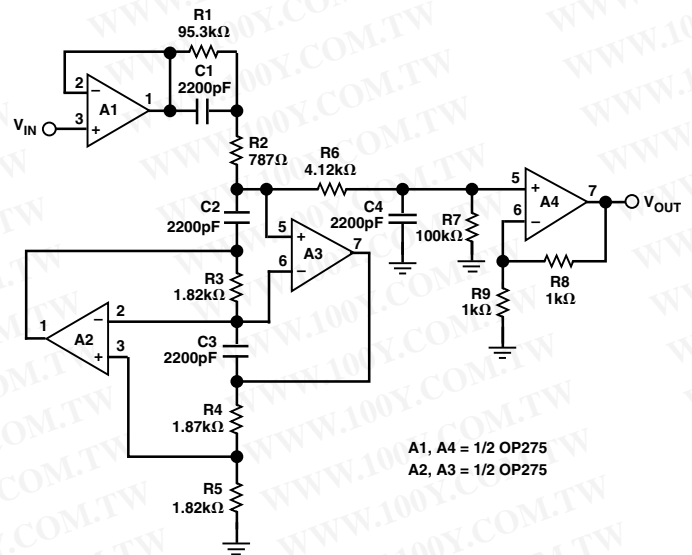 R1
95.3kΩ
C1
2200pF
2
–
A1
1
3
+
VIN
R2
787Ω
R6
4.12kΩ
C4
2200pF
R7
100kΩ
5
+
A4
7
VOUT
6
–
R8
1kΩ
R9
1kΩ
C2
2200pF
5
+
A3
7
6
–
R3
1.82kΩ
1
A2
–
2
+
3
C3
2200pF
R4
1.87kΩ
R5
1.82kΩ
A1, A4 = 1/2 OP275
A2, A3 = 1/2 OP275
WWW.100Y.COM.TW